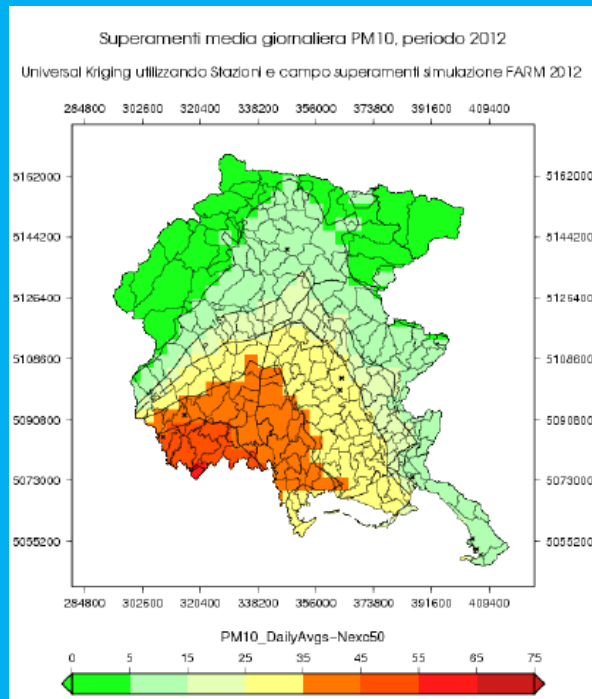 Superamenti media giornaliera PM10, periodo 2012
Universal Kriging utilizzando Stazioni e campo superamenti simulazione FARM 2012
284800 302600 320400 338200 356000 373800 391600 409400
5162000 5162000
5144200 5144200
5126400 5126400
5108600 5108600
5090800 5090800
5073000 5073000
5055200 5055200
284800 302600 320400 338200 356000 373800 391600 409400
PM10_DailyAvgs-Nexc50
0 5 15 25 35 45 55 65 75